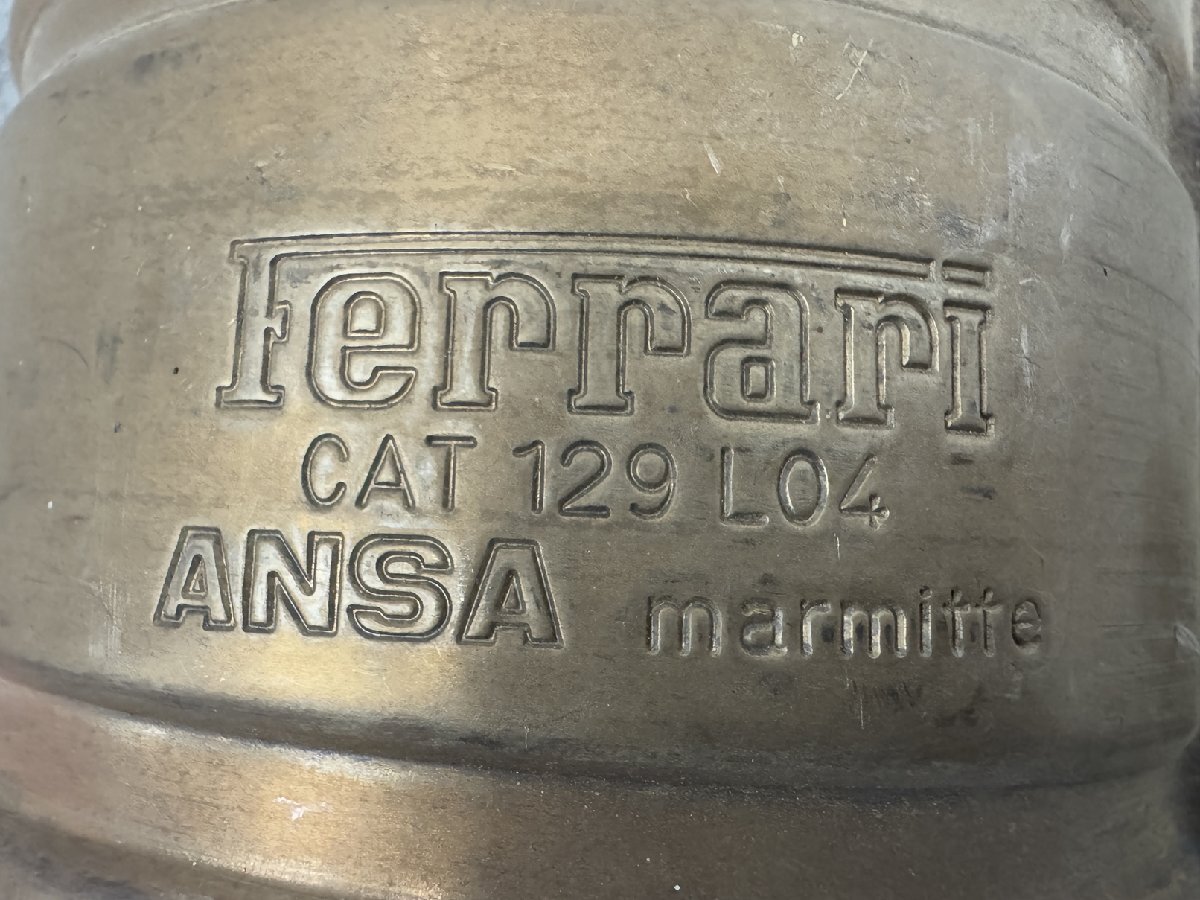 Ferrari
CAT 129 L04
ANSA marmitte